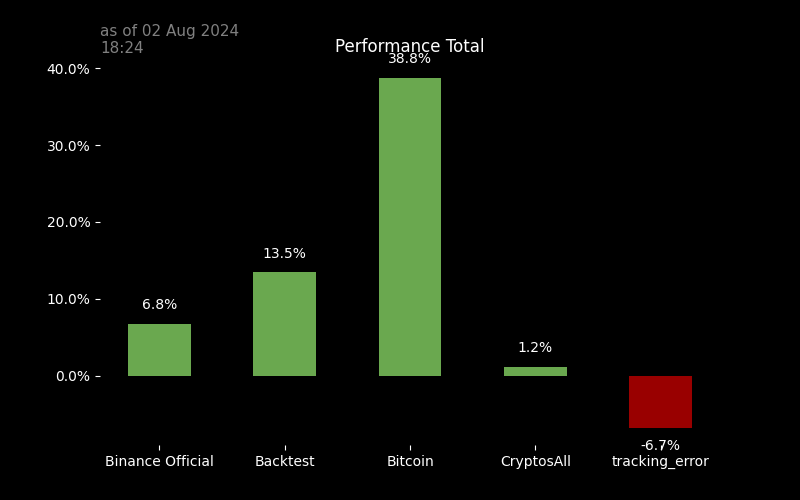 as of 02 Aug 2024
18:24
Performance Total
40.0%
30.0%
20.0%
10.0%
0.0%
6.8%
13.5%
38.8%
1.2%
-6.7%
Binance Official
Backtest
Bitcoin
CryptosAll
tracking_error